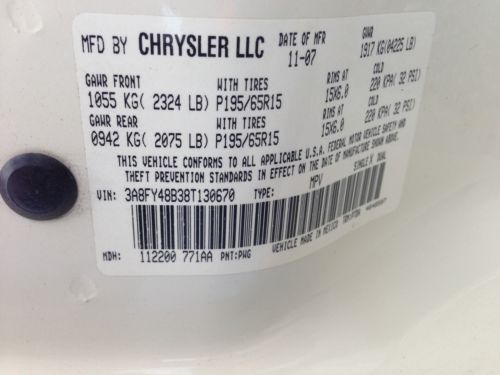 MFD BY CHRYSLER LLC DATE OF MFR 11-07 GVWR 1917 KG(04225 LB)
GAWR FRONT WITH TIRES RIMS AT COLD
1055 KG( 2324 LB) P195/65R15 15X6.0 220 KPA( 32 PSI)
GAWR REAR WITH TIRES RIMS AT COLD
0942 KG( 2075 LB) P195/65R15 15X6.0 220 KPA( 32 PSI)
THIS VEHICLE CONFORMS TO ALL APPLICABLE U.S.A. FEDERAL MOTOR VEHICLE SAFETY AND
THEFT PREVENTION STANDARDS IN EFFECT ON THE DATE OF MANUFACTURE SHOWN ABOVE.
VIN: 3A8FY48B38T130670 TYPE: MPV SINGLE X DUAL
VEHICLE MADE IN MEXICO
MDH: 112200 771AA PNT:PWG